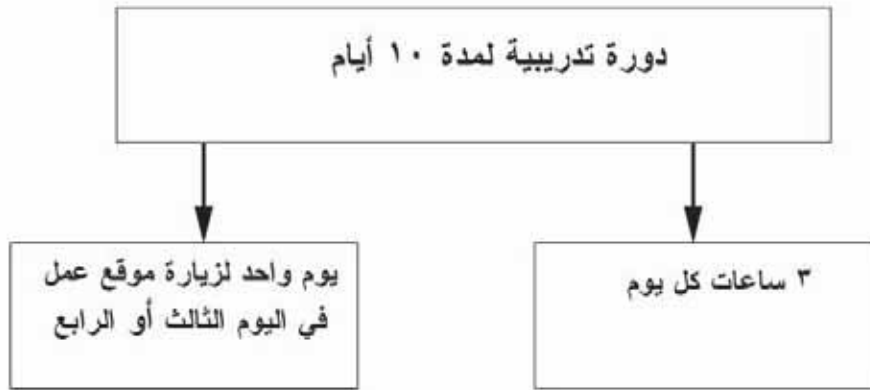 دورة تدريبية لمدة ١٠ أيام
٣ ساعات كل يوم
يوم واحد لزيارة موقع عمل
في اليوم الثالث أو الرابع